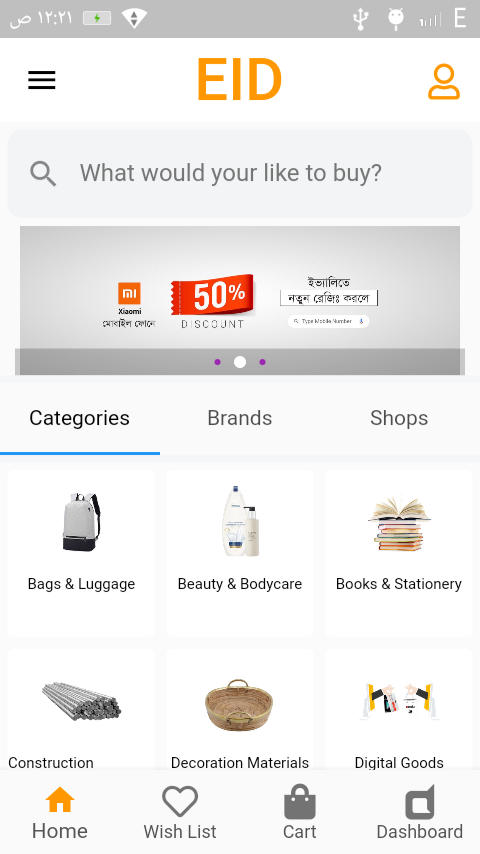 ١٢:٢١ ص
E
EID
What would your like to buy?
mi
Xiaomi
মোবাইল ফোনে
50%
DISCOUNT
ইভ্যালিতে
নতুন রেজিঃ করলে
Type Mobile Number
Categories
Brands
Shops
Bags & Luggage
Beauty & Bodycare
Books & Stationery
Construction
Decoration Materials
Digital Goods
Home
Wish List
Cart
Dashboard